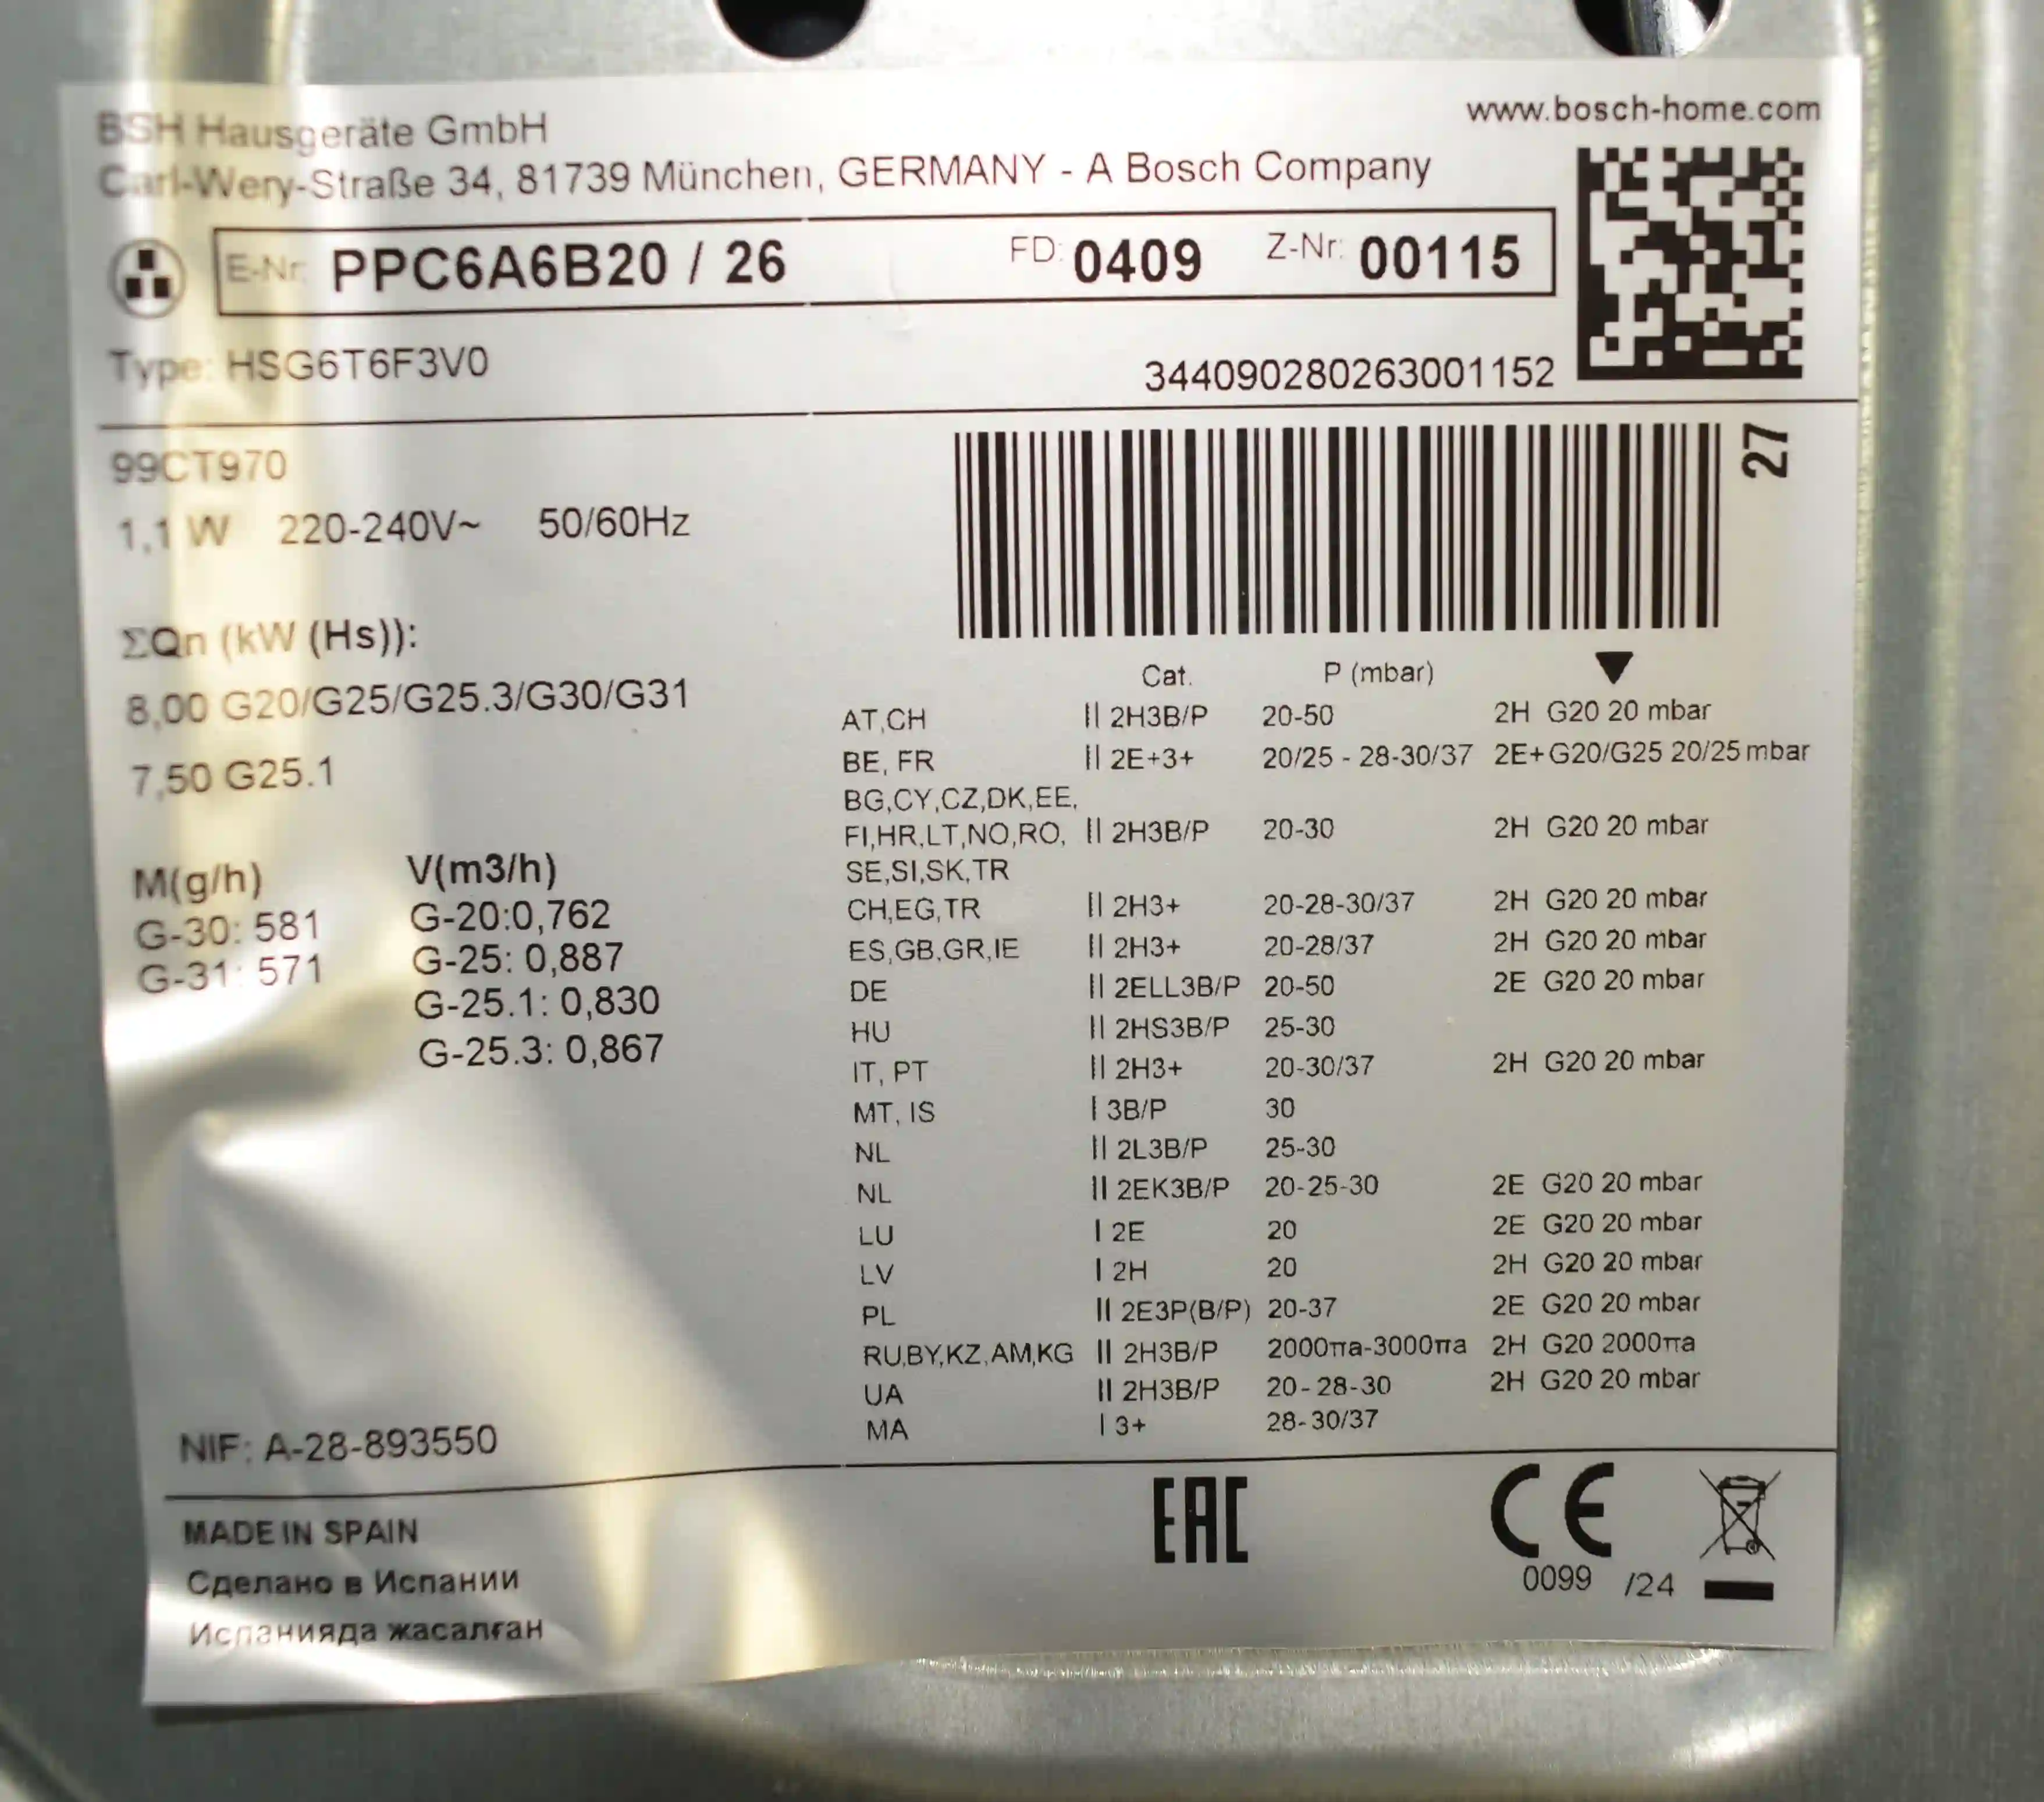 www.bosch-home.com
BSH Hausgeräte GmbH
Carl-Wery-Straße 34, 81739 München, GERMANY - A Bosch Company
E-Nr: PPC6A6B20 / 26 FD: 0409 Z-Nr: 00115
Type: HSG6T6F3V0 344090280263001152
99CT970
27
1,1 W 220-240V~ 50/60Hz
ΣQn (kW (Hs)):
8,00 G20/G25/G25.3/G30/G31
7,50 G25.1
M(g/h) V(m3/h)
G-30: 581 G-20:0,762
G-31: 571 G-25: 0,887
G-25.1: 0,830
G-25.3: 0,867
Cat. P (mbar)
AT,CH II 2H3B/P 20-50 2H G20 20 mbar
BE, FR II 2E+3+ 20/25 - 28-30/37 2E+G20/G25 20/25 mbar
BG,CY,CZ,DK,EE,
FI,HR,LT,NO,RO, II 2H3B/P 20-30 2H G20 20 mbar
SE,SI,SK,TR
CH,EG,TR II 2H3+ 20-28-30/37 2H G20 20 mbar
ES,GB,GR,IE II 2H3+ 20-28/37 2H G20 20 mbar
DE II 2ELL3B/P 20-50 2E G20 20 mbar
HU II 2HS3B/P 25-30
IT, PT II 2H3+ 20-30/37 2H G20 20 mbar
MT, IS I 3B/P 30
NL II 2L3B/P 25-30
NL II 2EK3B/P 20-25-30 2E G20 20 mbar
LU I 2E 20 2E G20 20 mbar
LV I 2H 20 2H G20 20 mbar
PL II 2E3P(B/P) 20-37 2E G20 20 mbar
RU,BY,KZ,AM,KG II 2H3B/P 2000πa-3000πa 2H G20 2000πa
UA II 2H3B/P 20-28-30 2H G20 20 mbar
MA I 3+ 28-30/37
NIF: A-28-893550
MADE IN SPAIN
Сделано в Испании
Испанияда жасалған
EAC
CE
0099 /24